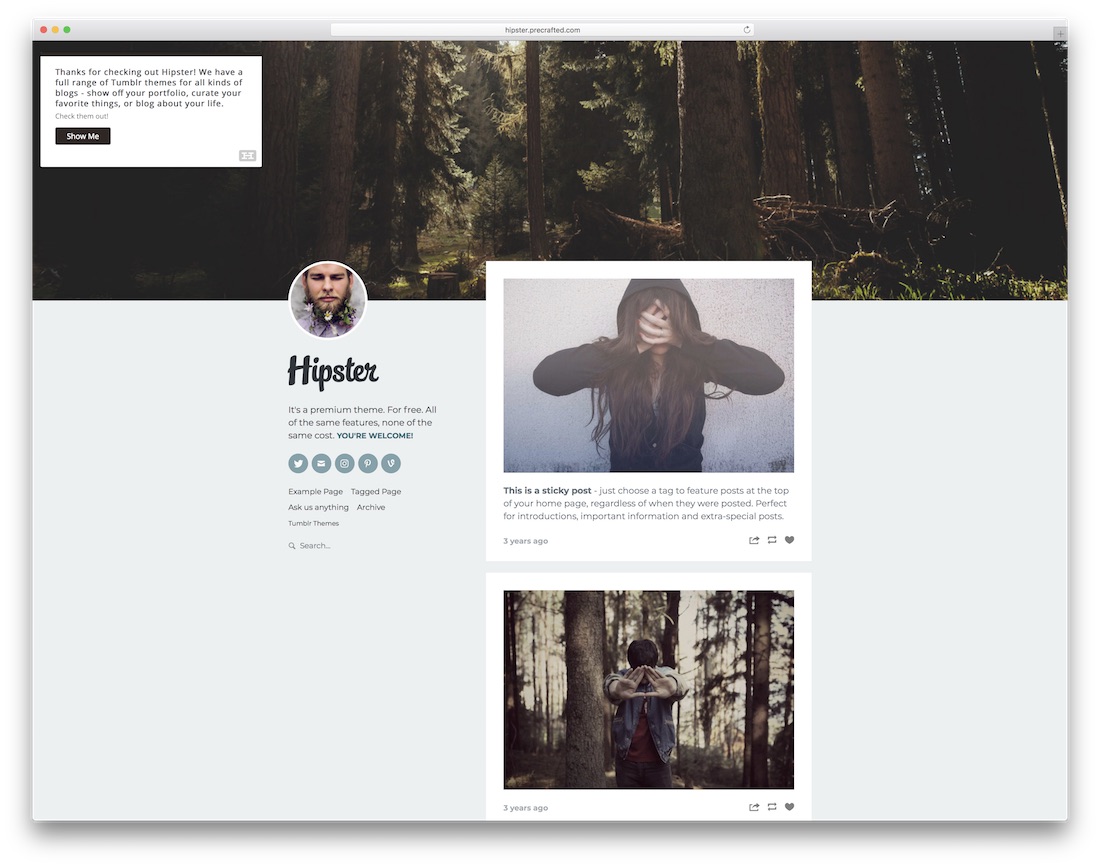 hipster.precrafted.com
Thanks for checking out Hipster! We have a
full range of Tumblr themes for all kinds of
blogs - show off your portfolio, curate your
favorite things, or blog about your life.
Check them out!
Show Me
Hipster
It's a premium theme. For free. All
of the same features, none of the
same cost. YOU'RE WELCOME!
Example Page Tagged Page
Ask us anything Archive
Tumblr Themes
Search...
This is a sticky post - just choose a tag to feature posts at the top
of your home page, regardless of when they were posted. Perfect
for introductions, important information and extra-special posts.
3 years ago
3 years ago